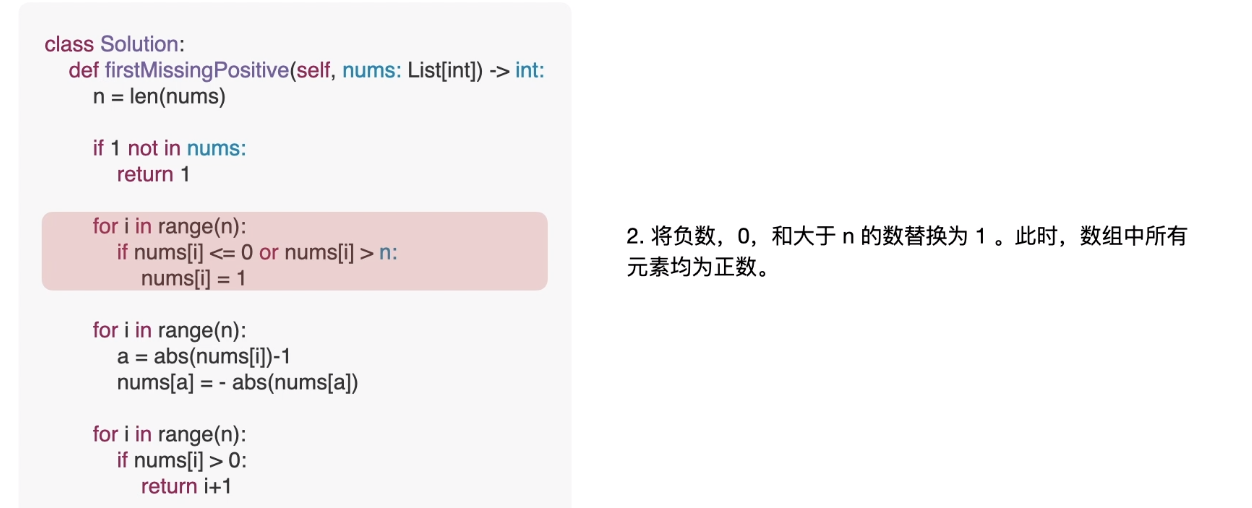 class Solution:
def firstMissingPositive(self, nums: List[int]) -> int:
n = len(nums)
if 1 not in nums:
return 1
for i in range(n):
if nums[i] <= 0 or nums[i] > n:
nums[i] = 1
for i in range(n):
a = abs(nums[i])-1
nums[a] = - abs(nums[a])
for i in range(n):
if nums[i] > 0:
return i+1
2. 将负数，0，和大于 n 的数替换为 1 。此时，数组中所有
元素均为正数。